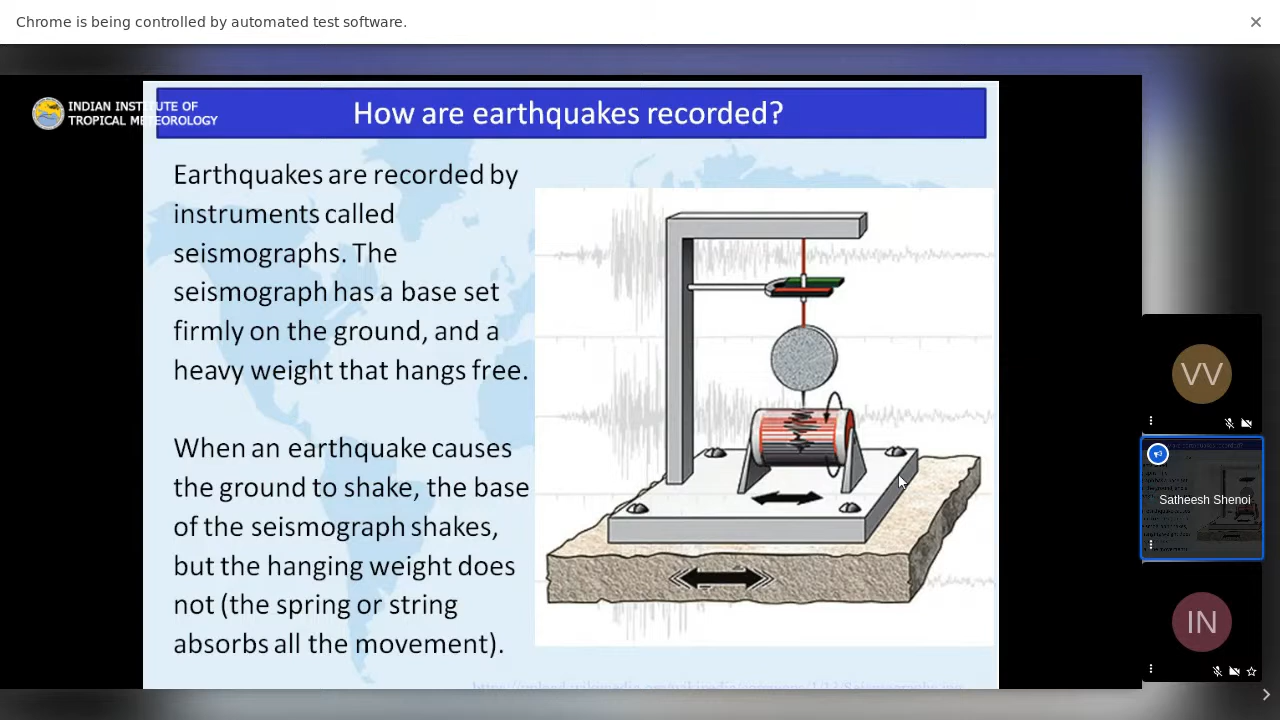 Chrome is being controlled by automated test software.
INDIAN INSTITUTE OF
TROPICAL METEOROLOGY
How are earthquakes recorded?
Earthquakes are recorded by
instruments called
seismographs. The
seismograph has a base set
firmly on the ground, and a
heavy weight that hangs free.
When an earthquake causes
the ground to shake, the base
of the seismograph shakes,
but the hanging weight does
not (the spring or string
absorbs all the movement).
VV
Satheesh Shenoi
IN